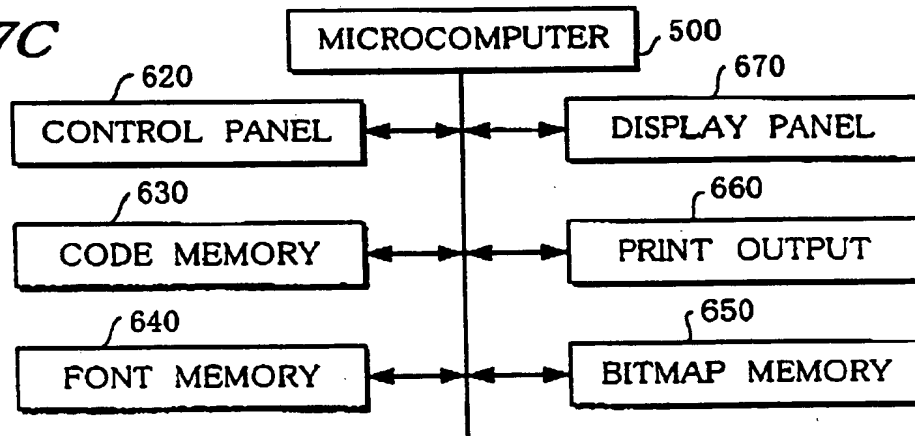 7C
MICROCOMPUTER
500
620
670
CONTROL PANEL
DISPLAY PANEL
630
660
CODE MEMORY
PRINT OUTPUT
640
650
FONT MEMORY
BITMAP MEMORY